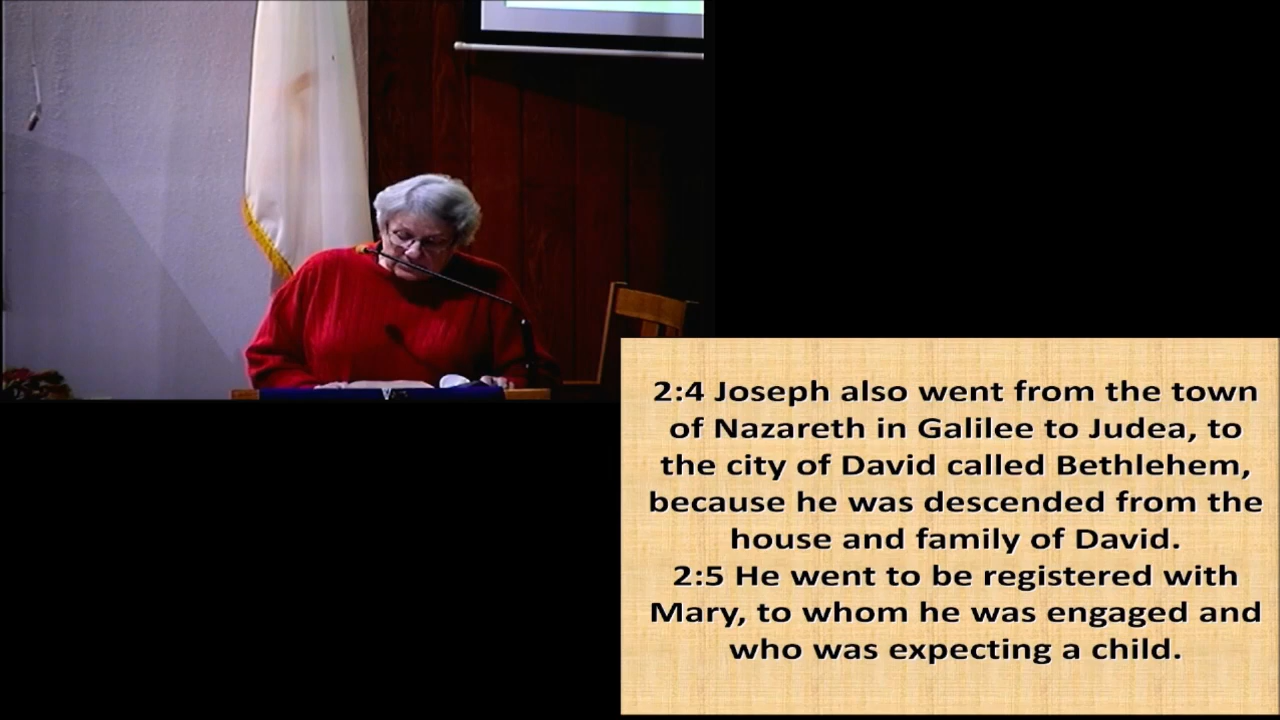 2:4 Joseph also went from the town
of Nazareth in Galilee to Judea, to
the city of David called Bethlehem,
because he was descended from the
house and family of David.
2:5 He went to be registered with
Mary, to whom he was engaged and
who was expecting a child.